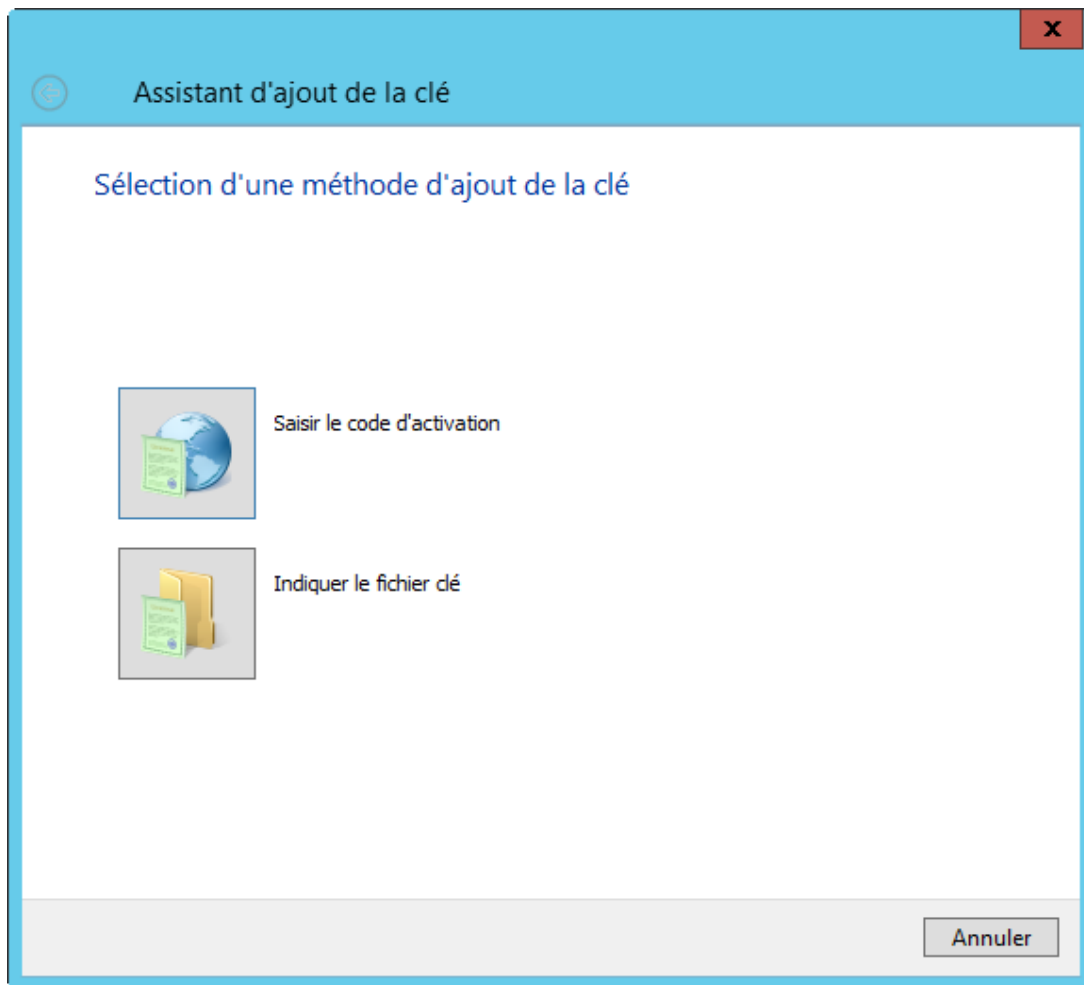 x
Assistant d'ajout de la clé
Sélection d'une méthode d'ajout de la clé
Saisir le code d'activation
Indiquer le fichier clé
Annuler